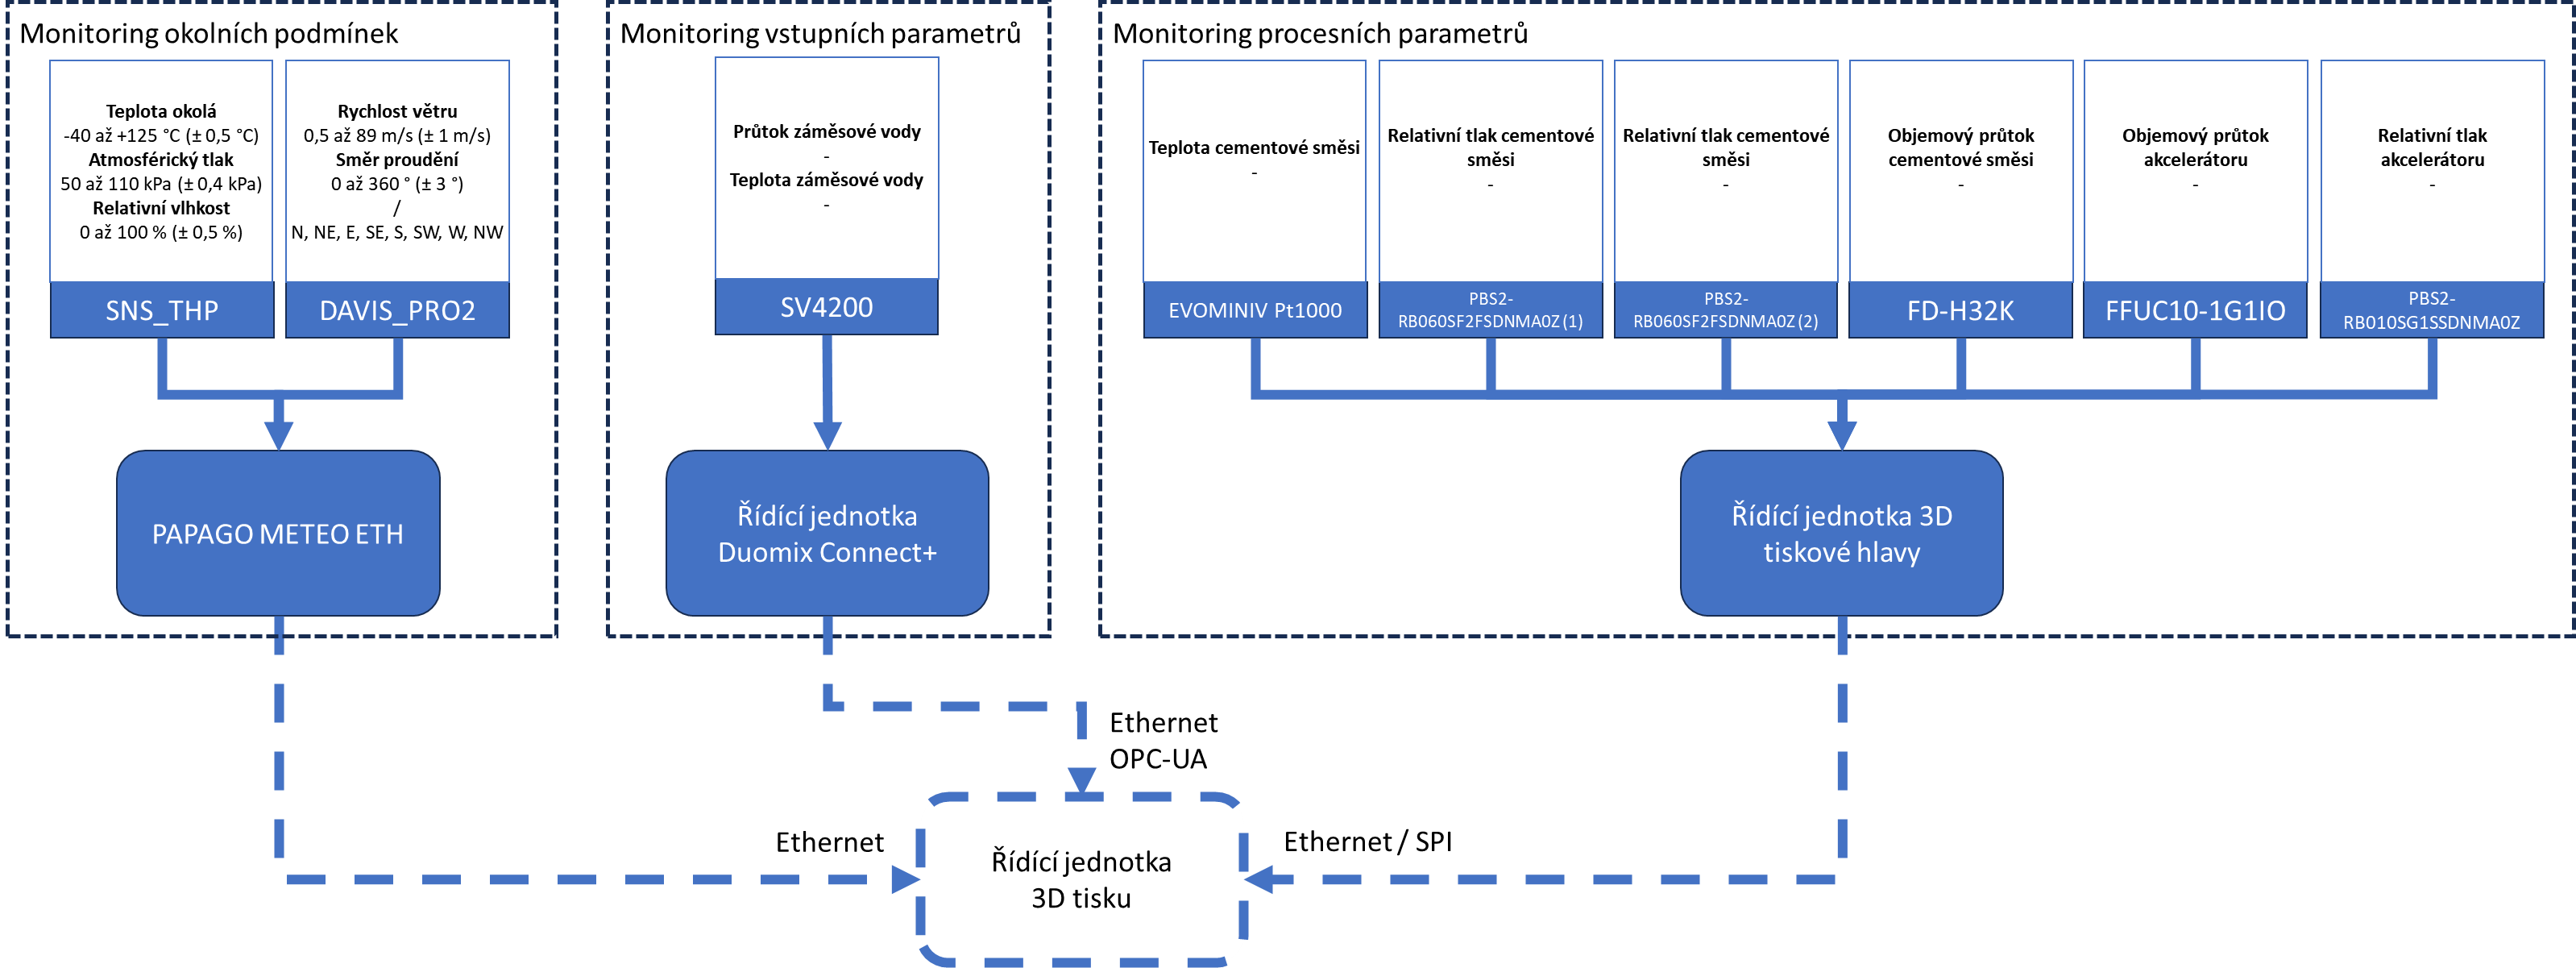 Monitoring okolních podmínek
Teplota okolá
-40 až +125 °C (± 0,5 °C)
Atmosférický tlak
50 až 110 kPa (± 0,4 kPa)
Relativní vlhkost
0 až 100 % (± 0,5 %)
SNS_THP
Rychlost větru
0,5 až 89 m/s (± 1 m/s)
Směr proudění
0 až 360 ° (± 3 °)
/
N, NE, E, SE, S, SW, W, NW
DAVIS_PRO2
PAPAGO METEO ETH
Monitoring vstupních parametrů
Průtok záměsové vody
-
Teplota záměsové vody
-
SV4200
Řídící jednotka
Duomix Connect+
Monitoring procesních parametrů
Teplota cementové směsi
-
EVOMINIV Pt1000
Relativní tlak cementové
směsi
-
PBS2-
RB060SF2FSDNMA0Z (1)
Relativní tlak cementové
směsi
-
PBS2-
RB060SF2FSDNMA0Z (2)
Objemový průtok
cementové směsi
-
FD-H32K
Objemový průtok
akcelerátoru
-
FFUC10-1G1IO
Relativní tlak
akcelerátoru
-
PBS2-
RB010SG1SSDNMA0Z
Řídící jednotka 3D
tiskové hlavy
Ethernet
OPC-UA
Ethernet
Ethernet / SPI
Řídící jednotka
3D tisku